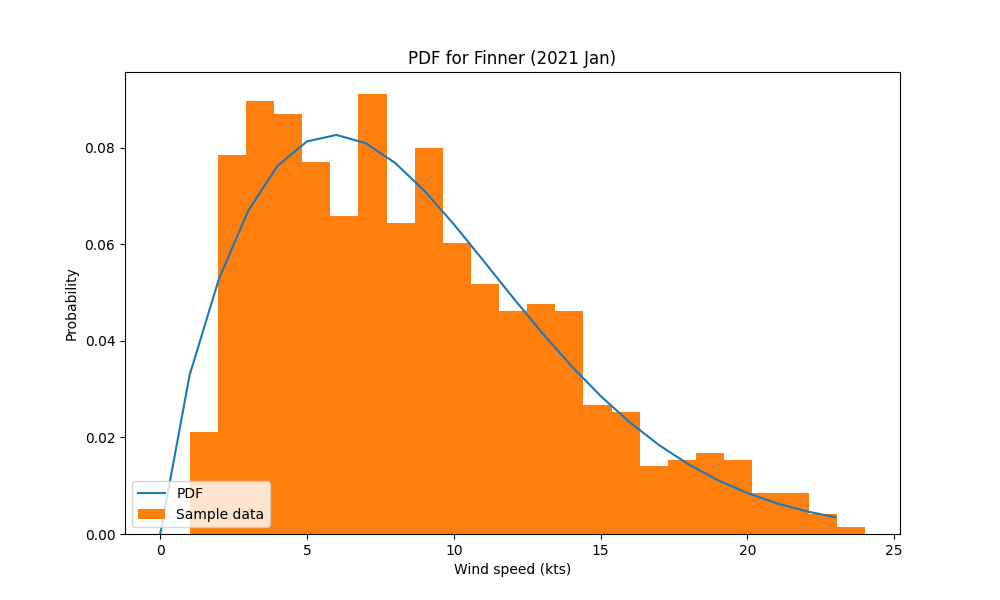 PDF for Finner (2021 Jan)
Probability
0.08
0.06
0.04
0.02
0.00
PDF
Sample data
0 5 10 15 20 25
Wind speed (kts)